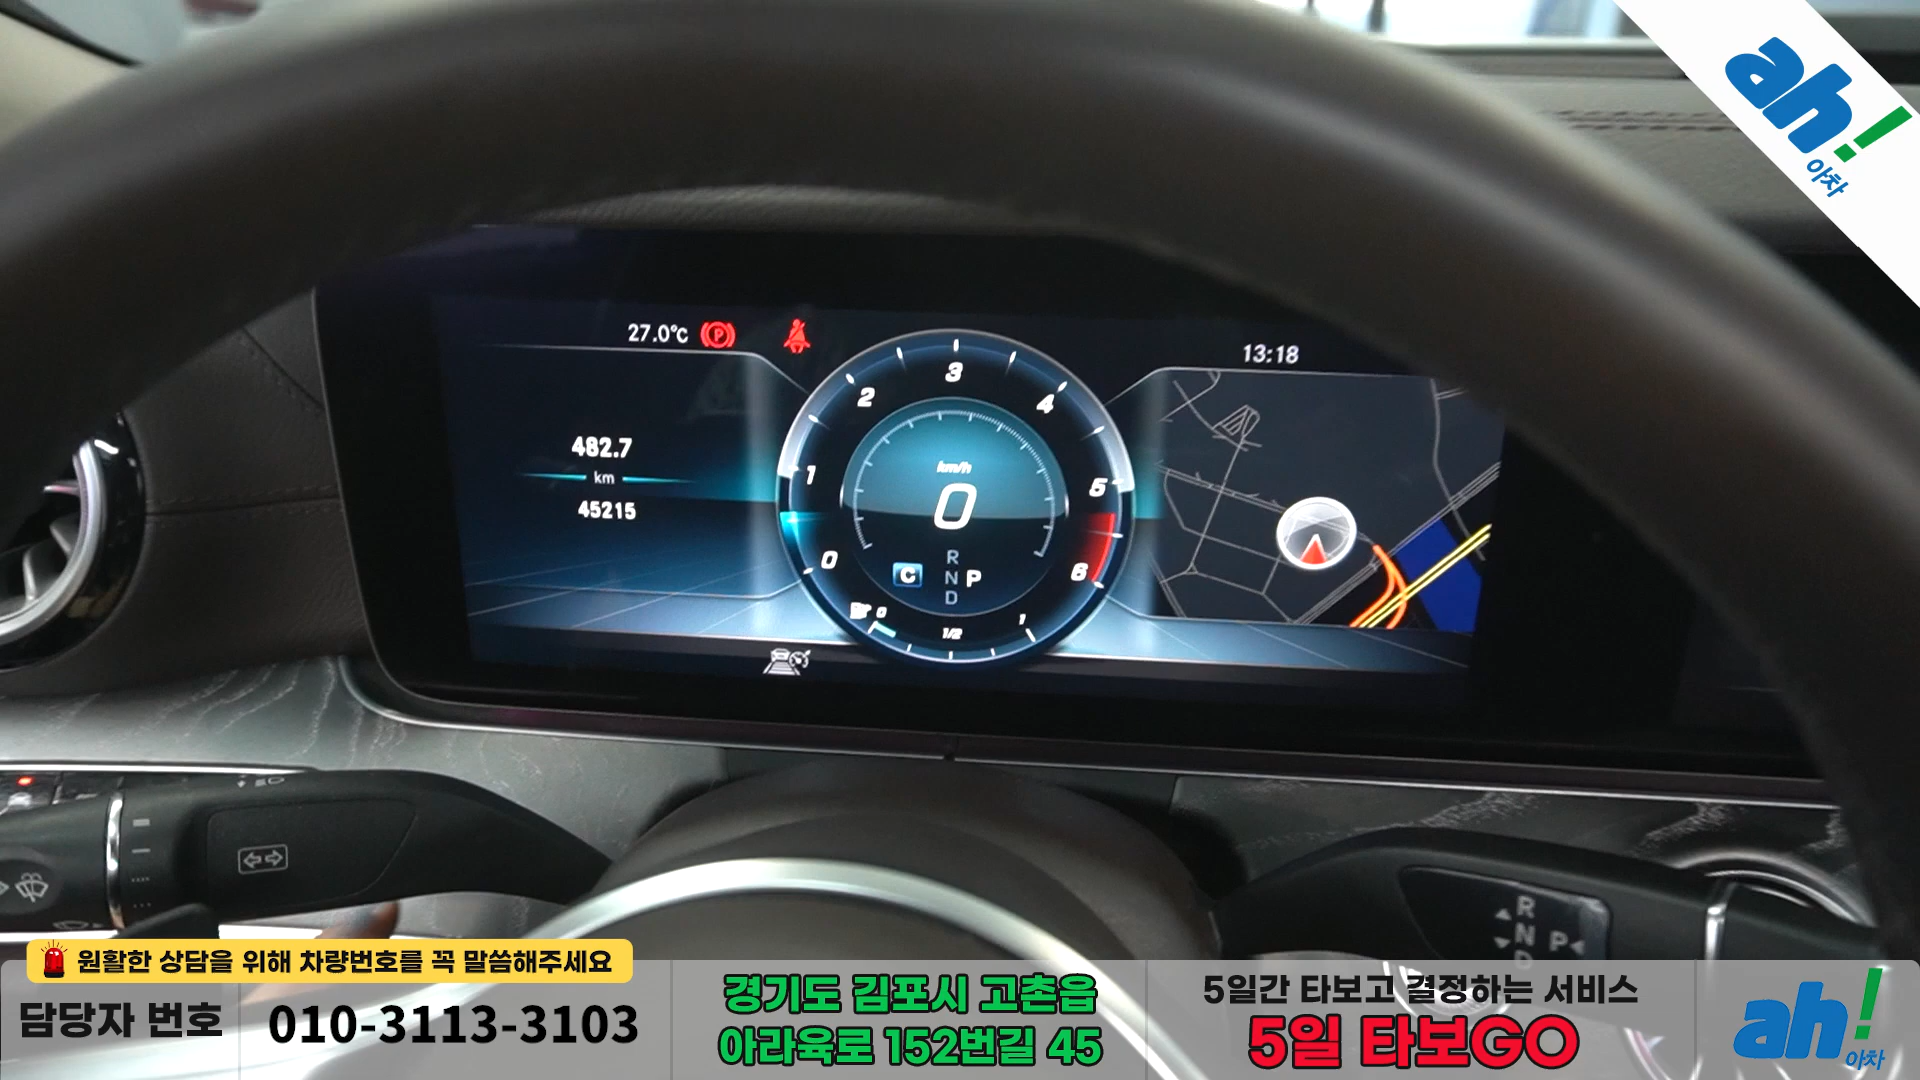 ah!
아차
27.0°C
13:18
482.7
km
45215
0
1
2
3
4
5
6
km/h
0
C
R
N P
D
0 1/2 1
R
N P
D
🚨 원활한 상담을 위해 차량번호를 꼭 말씀해주세요
담당자 번호
010-3113-3103
경기도 김포시 고촌읍
아라육로 152번길 45
5일간 타보고 결정하는 서비스
5일 타보GO
ah!
아차